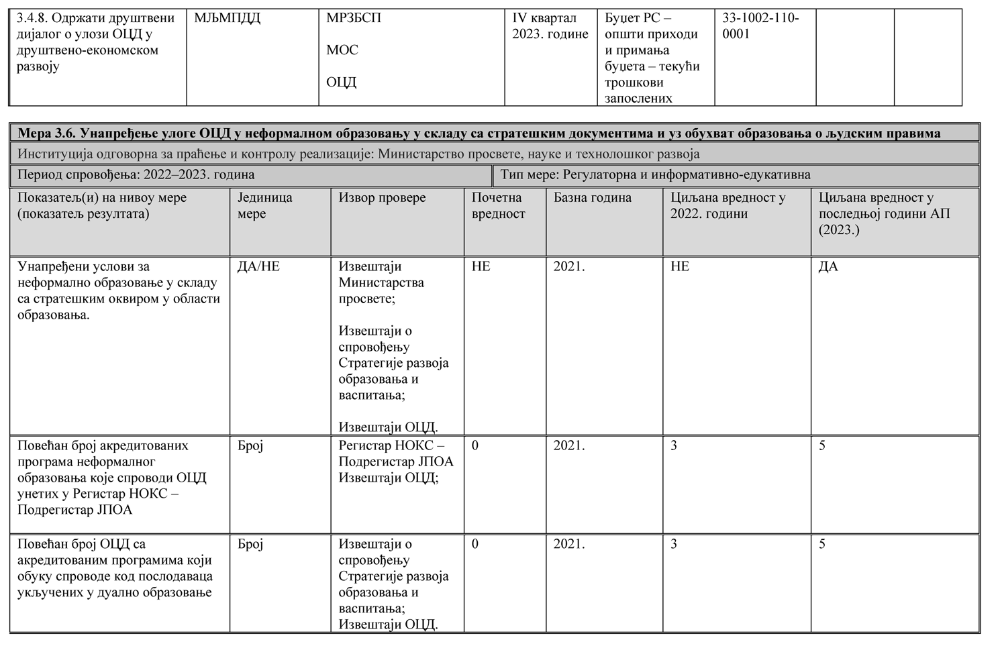 3.4.8. Одржати друштвени
дијалог о улози ОЦД у
друштвено-економском
развоју
МЉМПДД
МРЗБСП
МОС
ОЦД
IV квартал
2023. године
Буџет РС –
општи приходи
и примања
буџета – текући
трошкови
запослених
33-1002-110-
0001
Мера 3.6. Унапређење улоге ОЦД у неформалном образовању у складу са стратешким документима и уз обухват образовања о људским правима
Институција одговорна за праћење и контролу реализације: Министарство просвете, науке и технолошког развоја
Период спровођења: 2022–2023. година
Тип мере: Регулаторна и информативно-едукативна
Показатељ(и) на нивоу мере
(показатељ резултата)
Јединица
мере
Извор провере
Почетна
вредност
Базна година
Циљана вредност у
2022. години
Циљана вредност у
последњој години АП
(2023.)
Унапређени услови за
неформално образовање у складу
са стратешким оквиром у области
образовања.
ДА/НЕ
Извештаји
Министарства
просвете;
Извештаји о
спровођењу
Стратегије развоја
образовања и
васпитања;
Извештаји ОЦД.
НЕ
2021.
НЕ
ДА
Повећан број акредитованих
програма неформалног
образовања које спроводи ОЦД
унетих у Регистар НОКС –
Подрегистар ЈПОА
Број
Регистар НОКС –
Подрегистар ЈПОА
Извештаји ОЦД;
0
2021.
3
5
Повећан број ОЦД са
акредитованим програмима који
обуку спроводе код послодаваца
укључених у дуално образовање
Број
Извештаји о
спровођењу
Стратегије развоја
образовања и
васпитања;
Извештаји ОЦД.
0
2021.
3
5